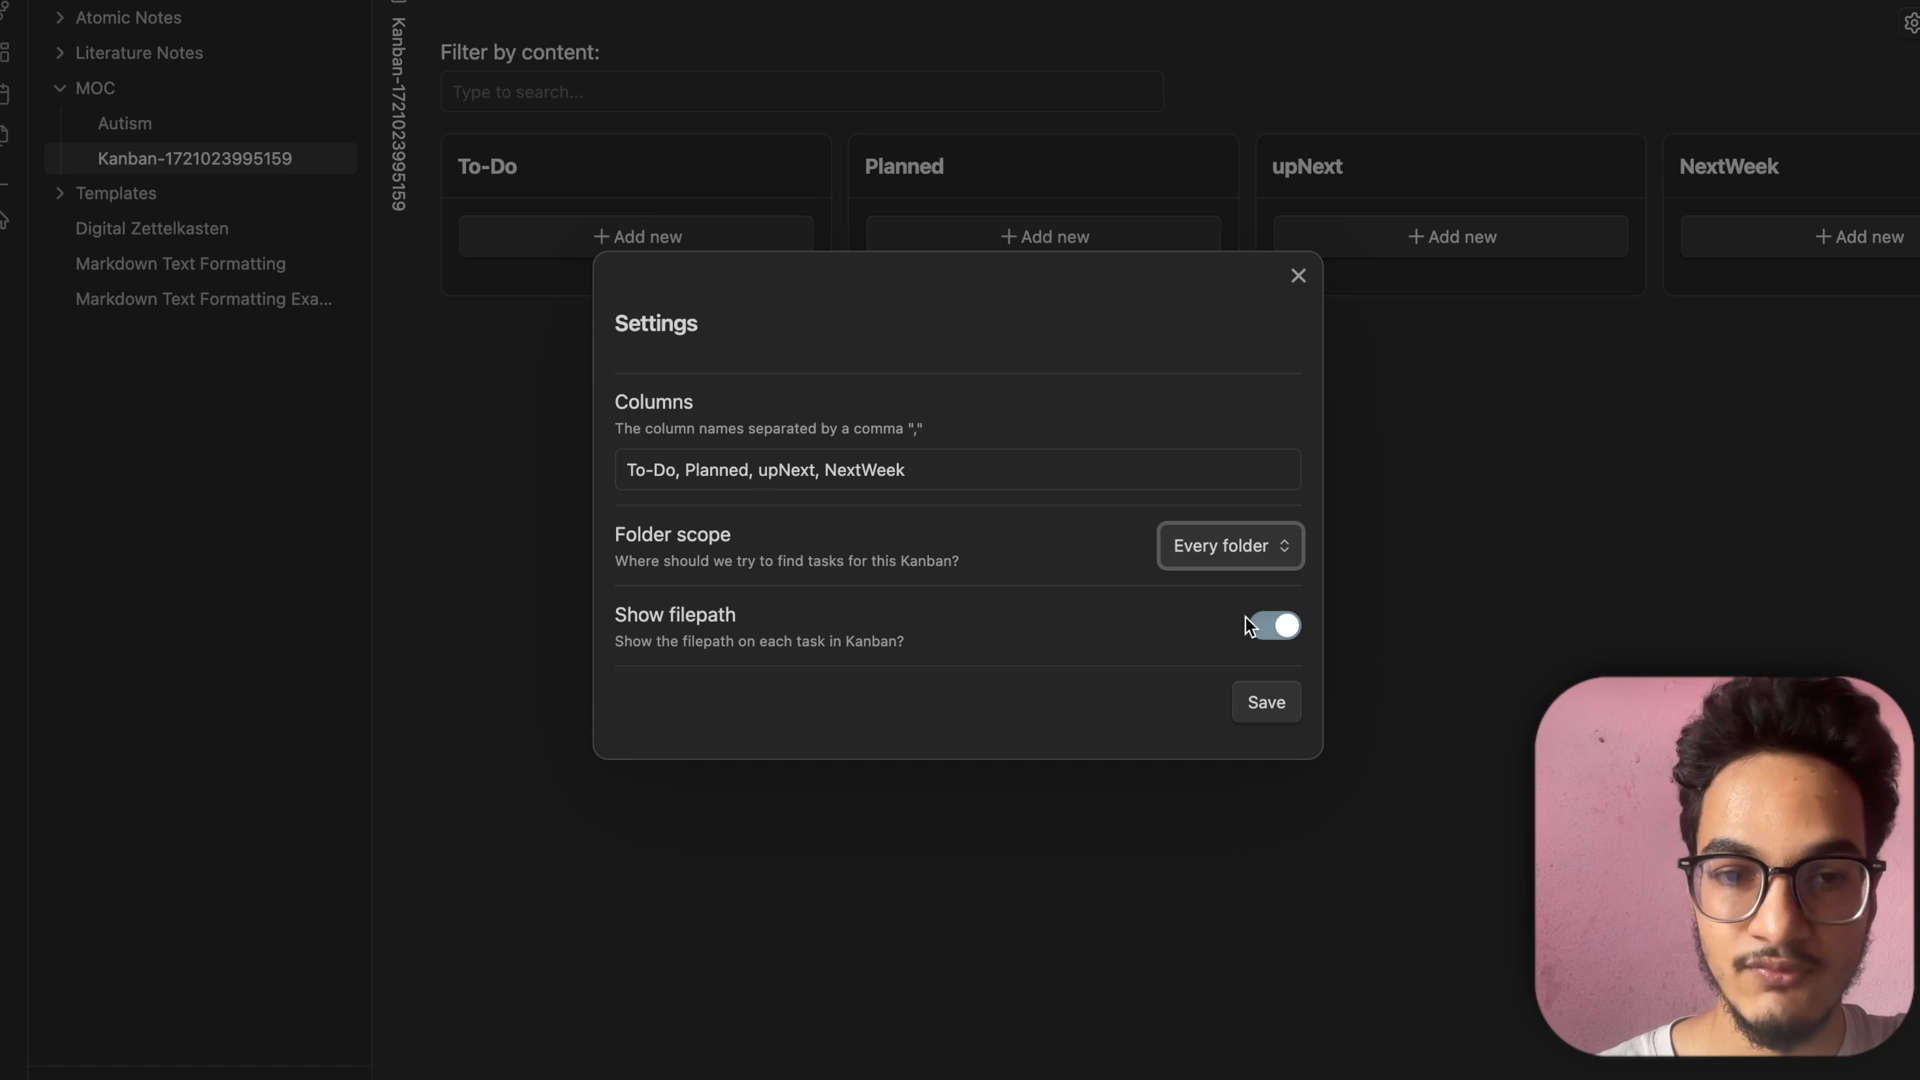 Atomic Notes
Literature Notes
MOC
Autism
Kanban-1721023995159
Templates
Digital Zettelkasten
Markdown Text Formatting
Markdown Text Formatting Exa...
Kanban-1721023995159
Filter by content:
Type to search...
To-Do
Planned
upNext
NextWeek
+ Add new
+ Add new
+ Add new
+ Add new
Settings
Columns
The column names separated by a comma ","
To-Do, Planned, upNext, NextWeek
Folder scope
Where should we try to find tasks for this Kanban?
Every folder
Show filepath
Show the filepath on each task in Kanban?
Save